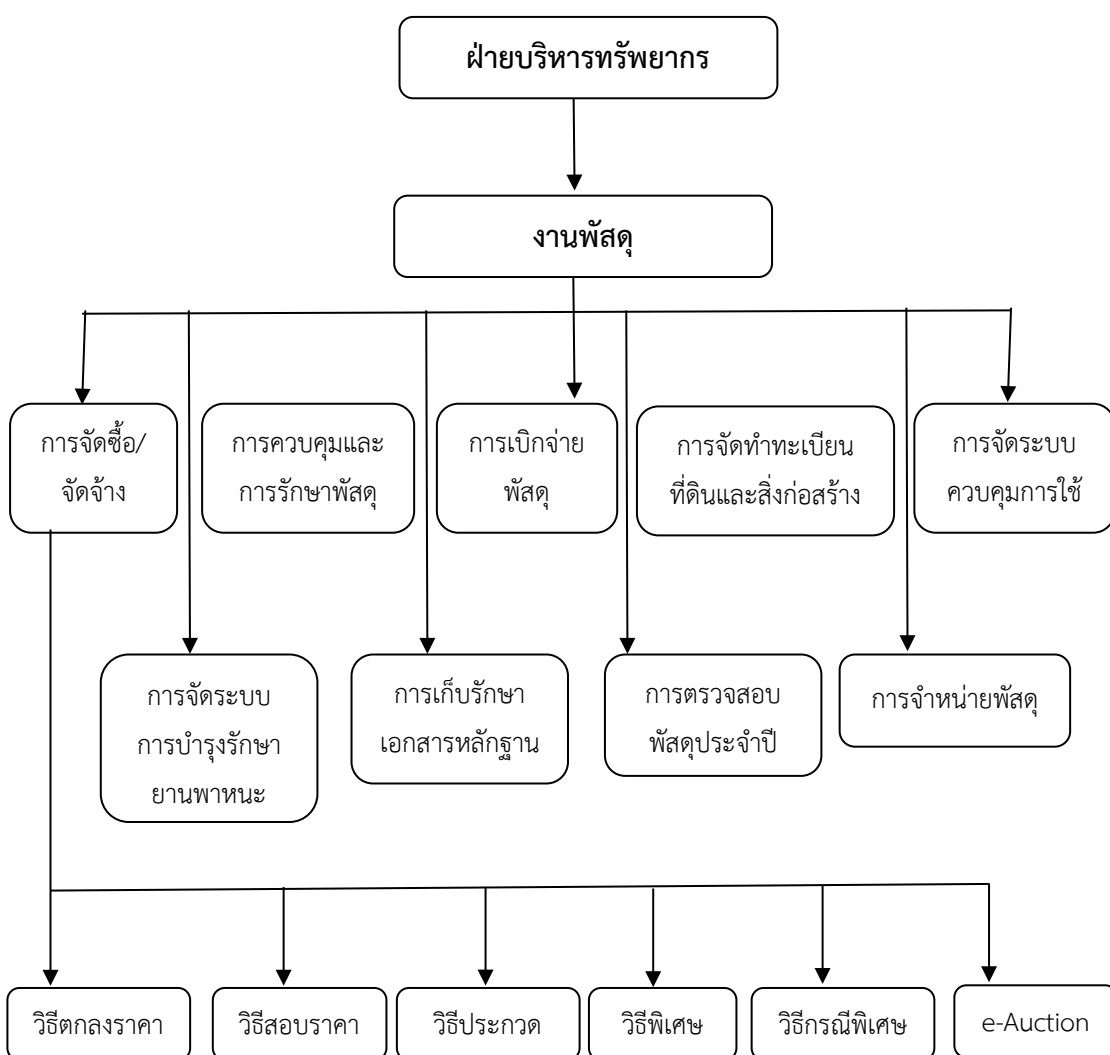 ฝ่ายบริหารทรัพยากร
งานพัสดุ
การจัดซื้อ/
จัดจ้าง
การควบคุมและ
การรักษาพัสดุ
การเบิกจ่าย
พัสดุ
การจัดทำทะเบียน
ที่ดินและสิ่งก่อสร้าง
การจัดระบบ
ควบคุมการใช้
การจัดระบบ
การบำรุงรักษา
ยานพาหนะ
การเก็บรักษา
เอกสารหลักฐาน
การตรวจสอบ
พัสดุประจำปี
การจำหน่ายพัสดุ
วิธีตกลงราคา
วิธีสอบราคา
วิธีประกวด
วิธีพิเศษ
วิธีกรณีพิเศษ
e-Auction